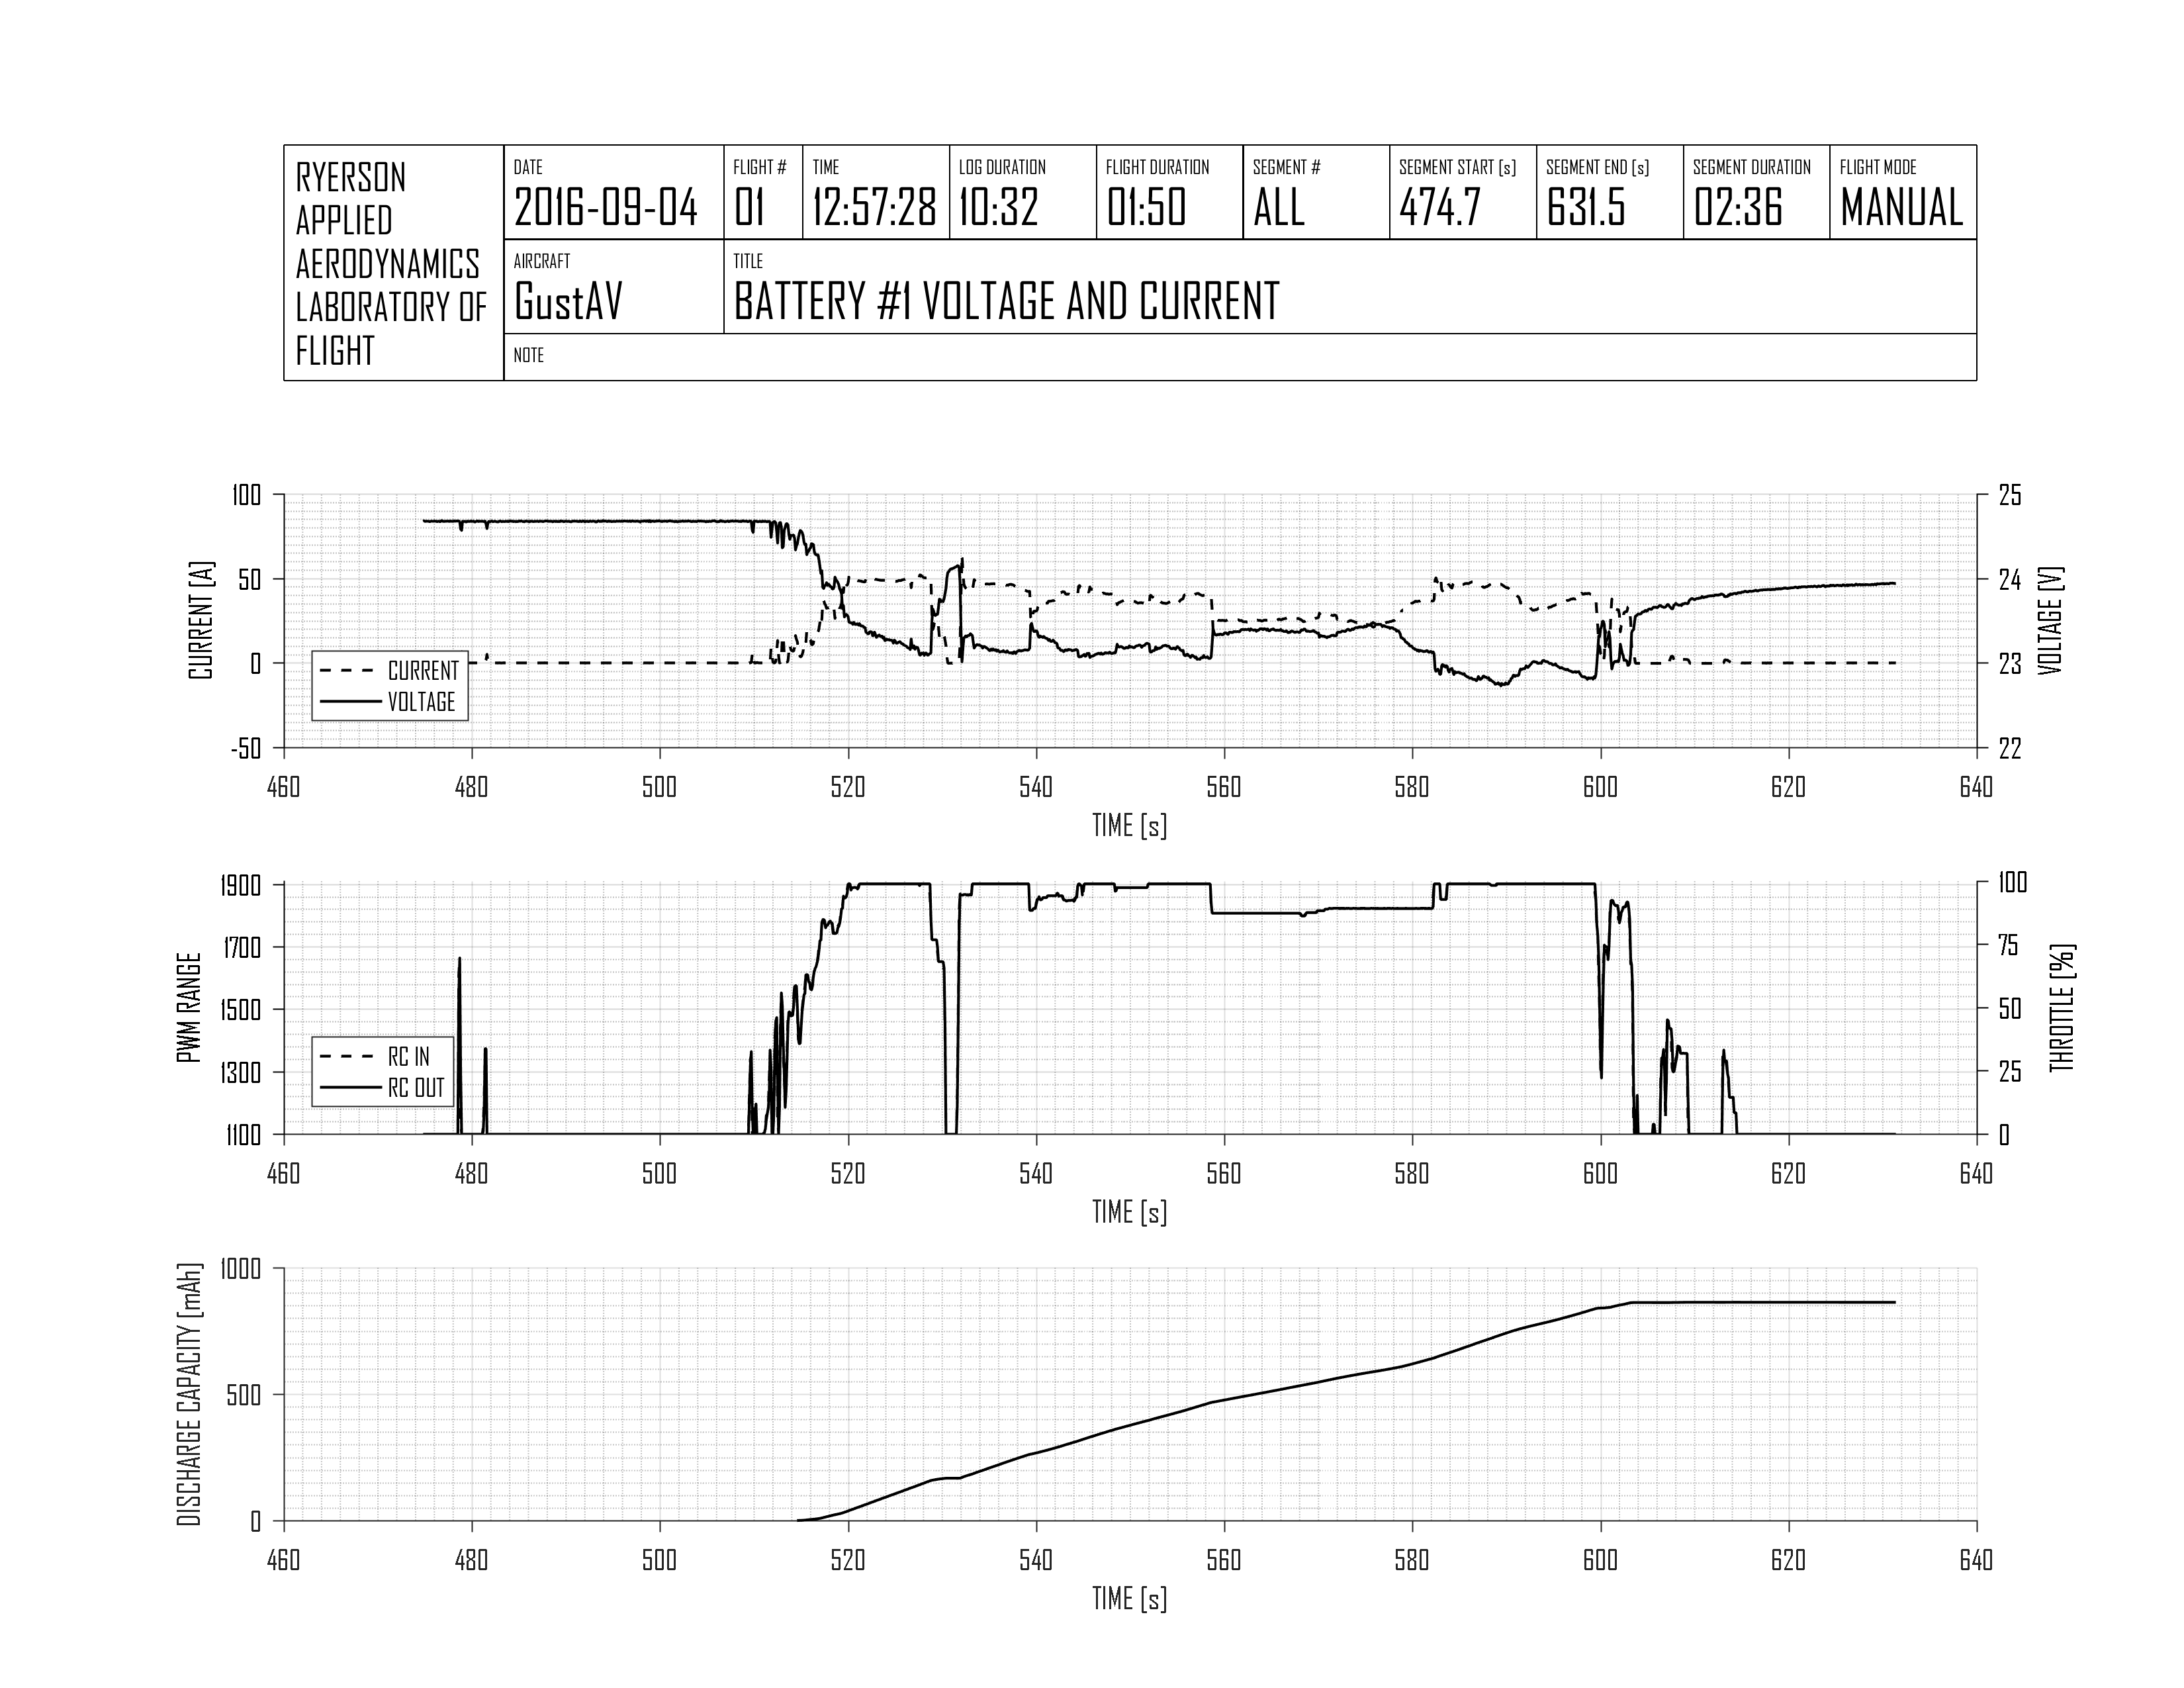 RYERSON
APPLIED
AERODYNAMICS
LABORATORY OF
FLIGHT
DATE
2016-09-04
FLIGHT #
01
TIME
12:57:28
LOG DURATION
10:32
FLIGHT DURATION
01:50
SEGMENT #
ALL
SEGMENT START [s]
474.7
SEGMENT END [s]
631.5
SEGMENT DURATION
02:36
FLIGHT MODE
MANUAL
AIRCRAFT
GustAV
TITLE
BATTERY #1 VOLTAGE AND CURRENT
NOTE
CURRENT [A]
100
50
0
-50
CURRENT
VOLTAGE
25
24
23
22
VOLTAGE [V]
460 480 500 520 540 560 580 600 620 640
TIME [s]
PWM RANGE
1900
1700
1500
1300
1100
RC IN
RC OUT
100
75
50
25
0
THROTTLE [%]
460 480 500 520 540 560 580 600 620 640
TIME [s]
DISCHARGE CAPACITY [mAh]
1000
500
0
460 480 500 520 540 560 580 600 620 640
TIME [s]